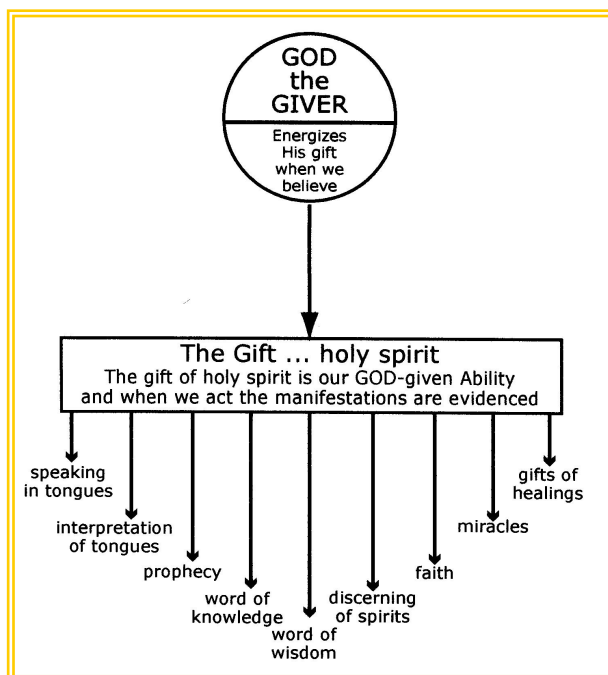 GOD
the
GIVER
Energizes
His gift
when we
believe
The Gift ... holy spirit
The gift of holy spirit is our GOD-given Ability
and when we act the manifestations are evidenced
speaking
in tongues
interpretation
of tongues
prophecy
word of
knowledge
word of
wisdom
discerning
of spirits
faith
miracles
gifts of
healings